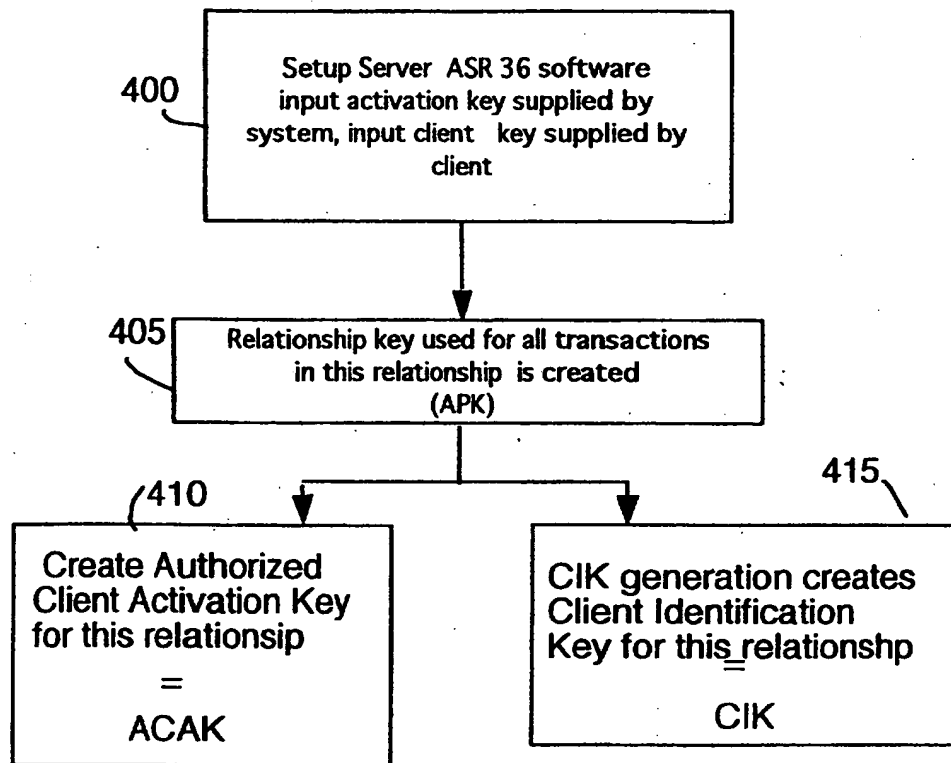 400
Setup Server ASR 36 software
input activation key supplied by
system, input client key supplied by
client
405
Relationship key used for all transactions
in this relationship is created
(APK)
410
Create Authorized
Client Activation Key
for this relationsip
=
ACAK
415
CIK generation creates
Client Identification
Key for this relationshp
=
CIK